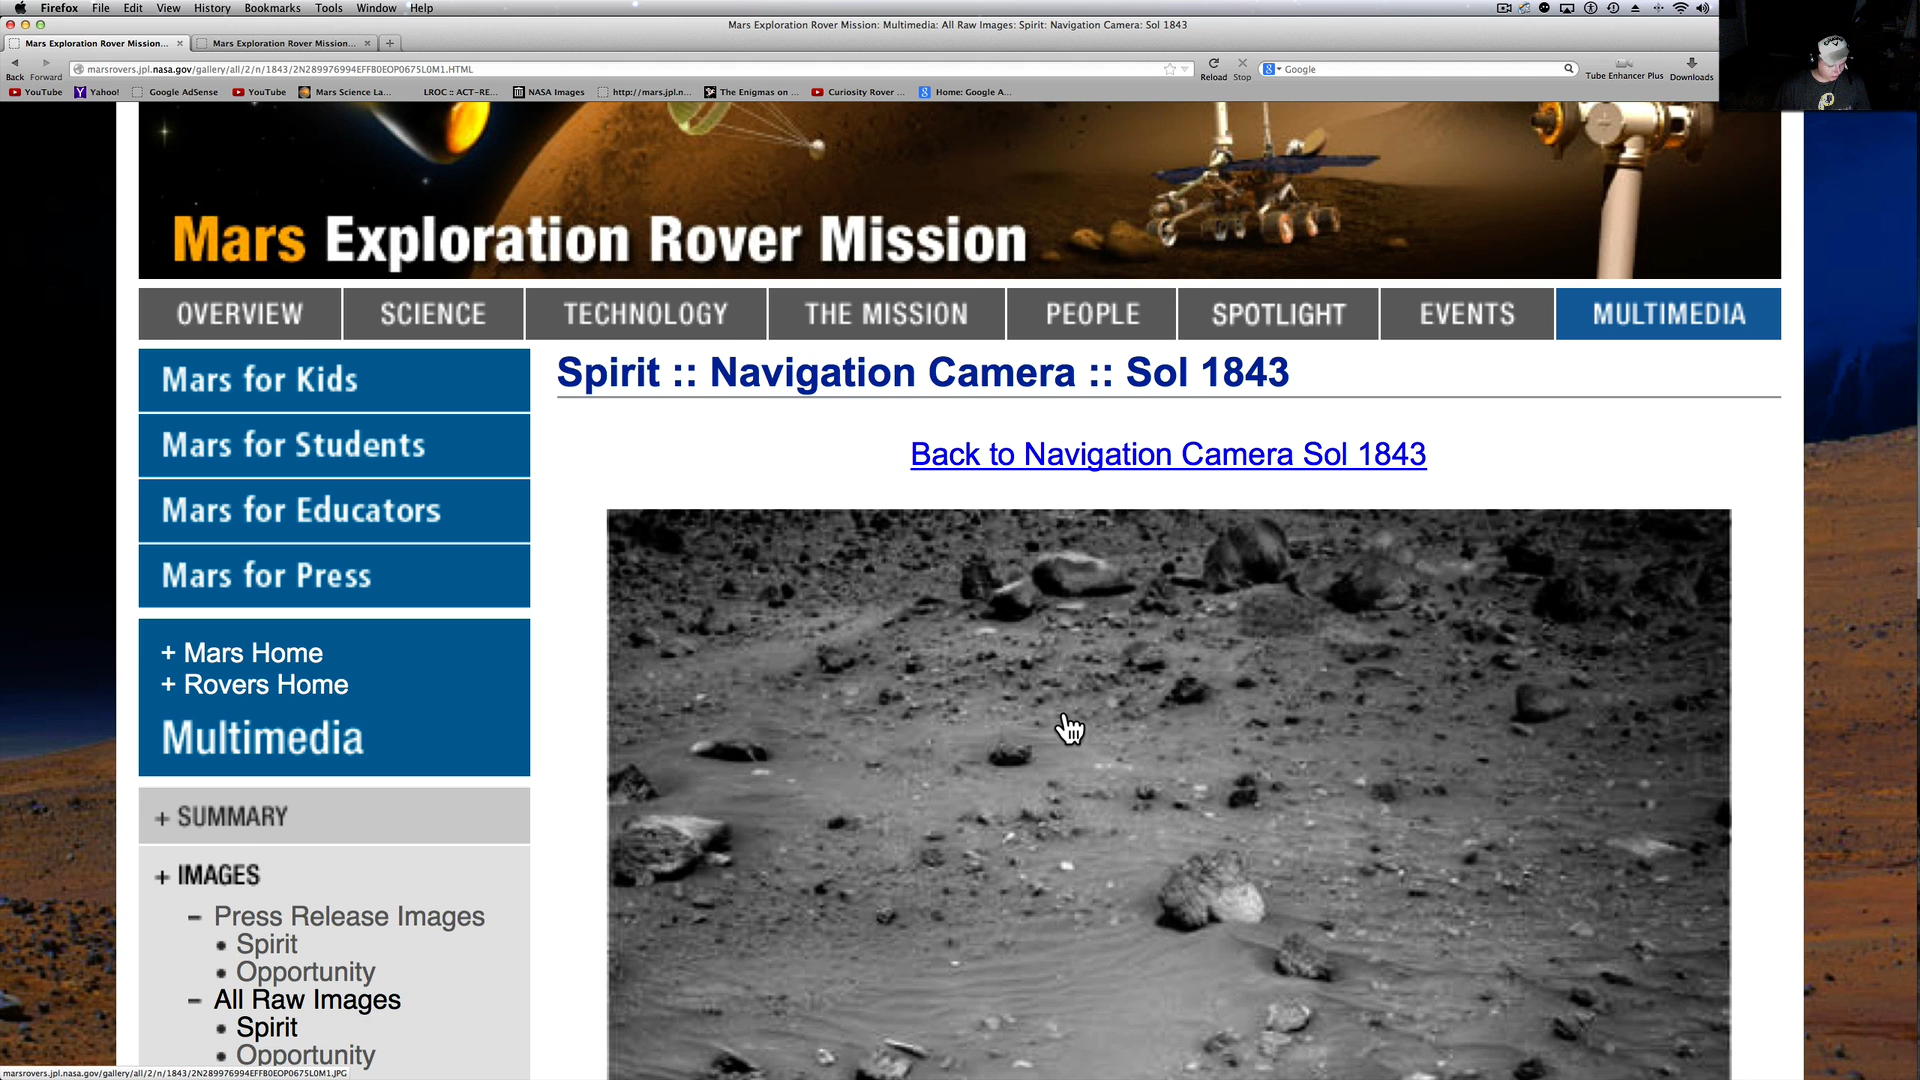 Firefox File Edit View History Bookmarks Tools Window Help
Mars Exploration Rover Mission: Multimedia: All Raw Images: Spirit: Navigation Camera: Sol 1843
Mars Exploration Rover Mission... Mars Exploration Rover Mission...
Back Forward marsrovers.jpl.nasa.gov/gallery/all/2/n/1843/2N289976994EFFB0EOP0675L0M1.HTML Reload Stop Google Tube Enhancer Plus Downloads
YouTube Yahoo! Google AdSense YouTube Mars Science La... LROC :: ACT-RE... NASA Images http://mars.jpl.n... The Enigmas on ... Curiosity Rover ... Home: Google A...
Mars Exploration Rover Mission
OVERVIEW SCIENCE TECHNOLOGY THE MISSION PEOPLE SPOTLIGHT EVENTS MULTIMEDIA
Mars for Kids
Mars for Students
Mars for Educators
Mars for Press
+ Mars Home
+ Rovers Home
Multimedia
+ SUMMARY
+ IMAGES
– Press Release Images
• Spirit
• Opportunity
– All Raw Images
• Spirit
• Opportunity
Spirit :: Navigation Camera :: Sol 1843
Back to Navigation Camera Sol 1843
marsrovers.jpl.nasa.gov/gallery/all/2/n/1843/2N289976994EFFB0EOP0675L0M1.JPG